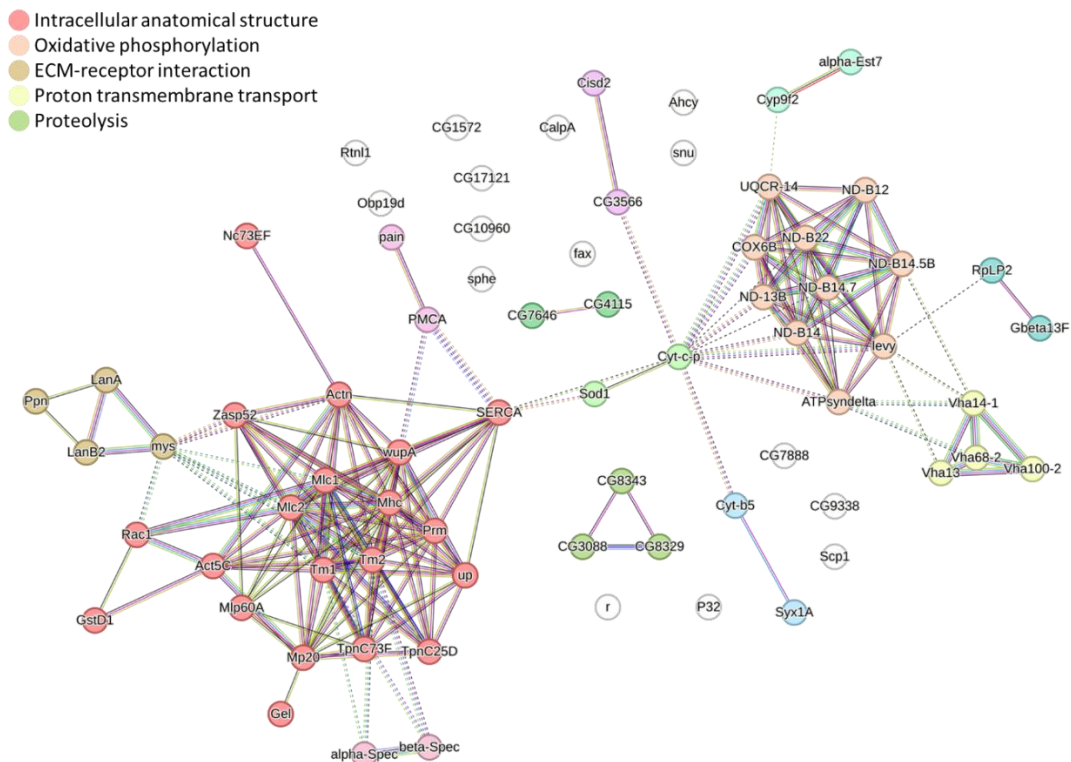 Intracellular anatomical structure
Oxidative phosphorylation
ECM-receptor interaction
Proton transmembrane transport
Proteolysis
alpha-Est7
Cisd2
Cyp9f2
Ahcy
CG1572
CalpA
Rtnl1
snu
CG17121
UQCR-14
ND-B12
Obp19d
CG3566
CG10960
Nc73EF
pain
ND-B22
COX6B
fax
ND-B14.5B
RpLP2
sphe
ND-B14.7
ND-13B
CG4115
CG7646
PMCA
Gbeta13F
ND-B14
levy
Cyt-c-p
LanA
Actn
Sod1
Ppn
ATPsyndelta
Vha14-1
Zasp52
SERCA
LanB2
mys
wupA
CG7888
Vha68-2
Vha13
Vha100-2
Mlc1
CG8343
Mhc
Mlc2
Cyt-b5
CG9338
Rac1
Prm
CG3088
CG8329
Scp1
Act5C
Tm2
Tm1
up
Mlp60A
r
P32
Syx1A
GstD1
TpnC73F
TpnC25D
Mp20
Gel
alpha-Spec
beta-Spec